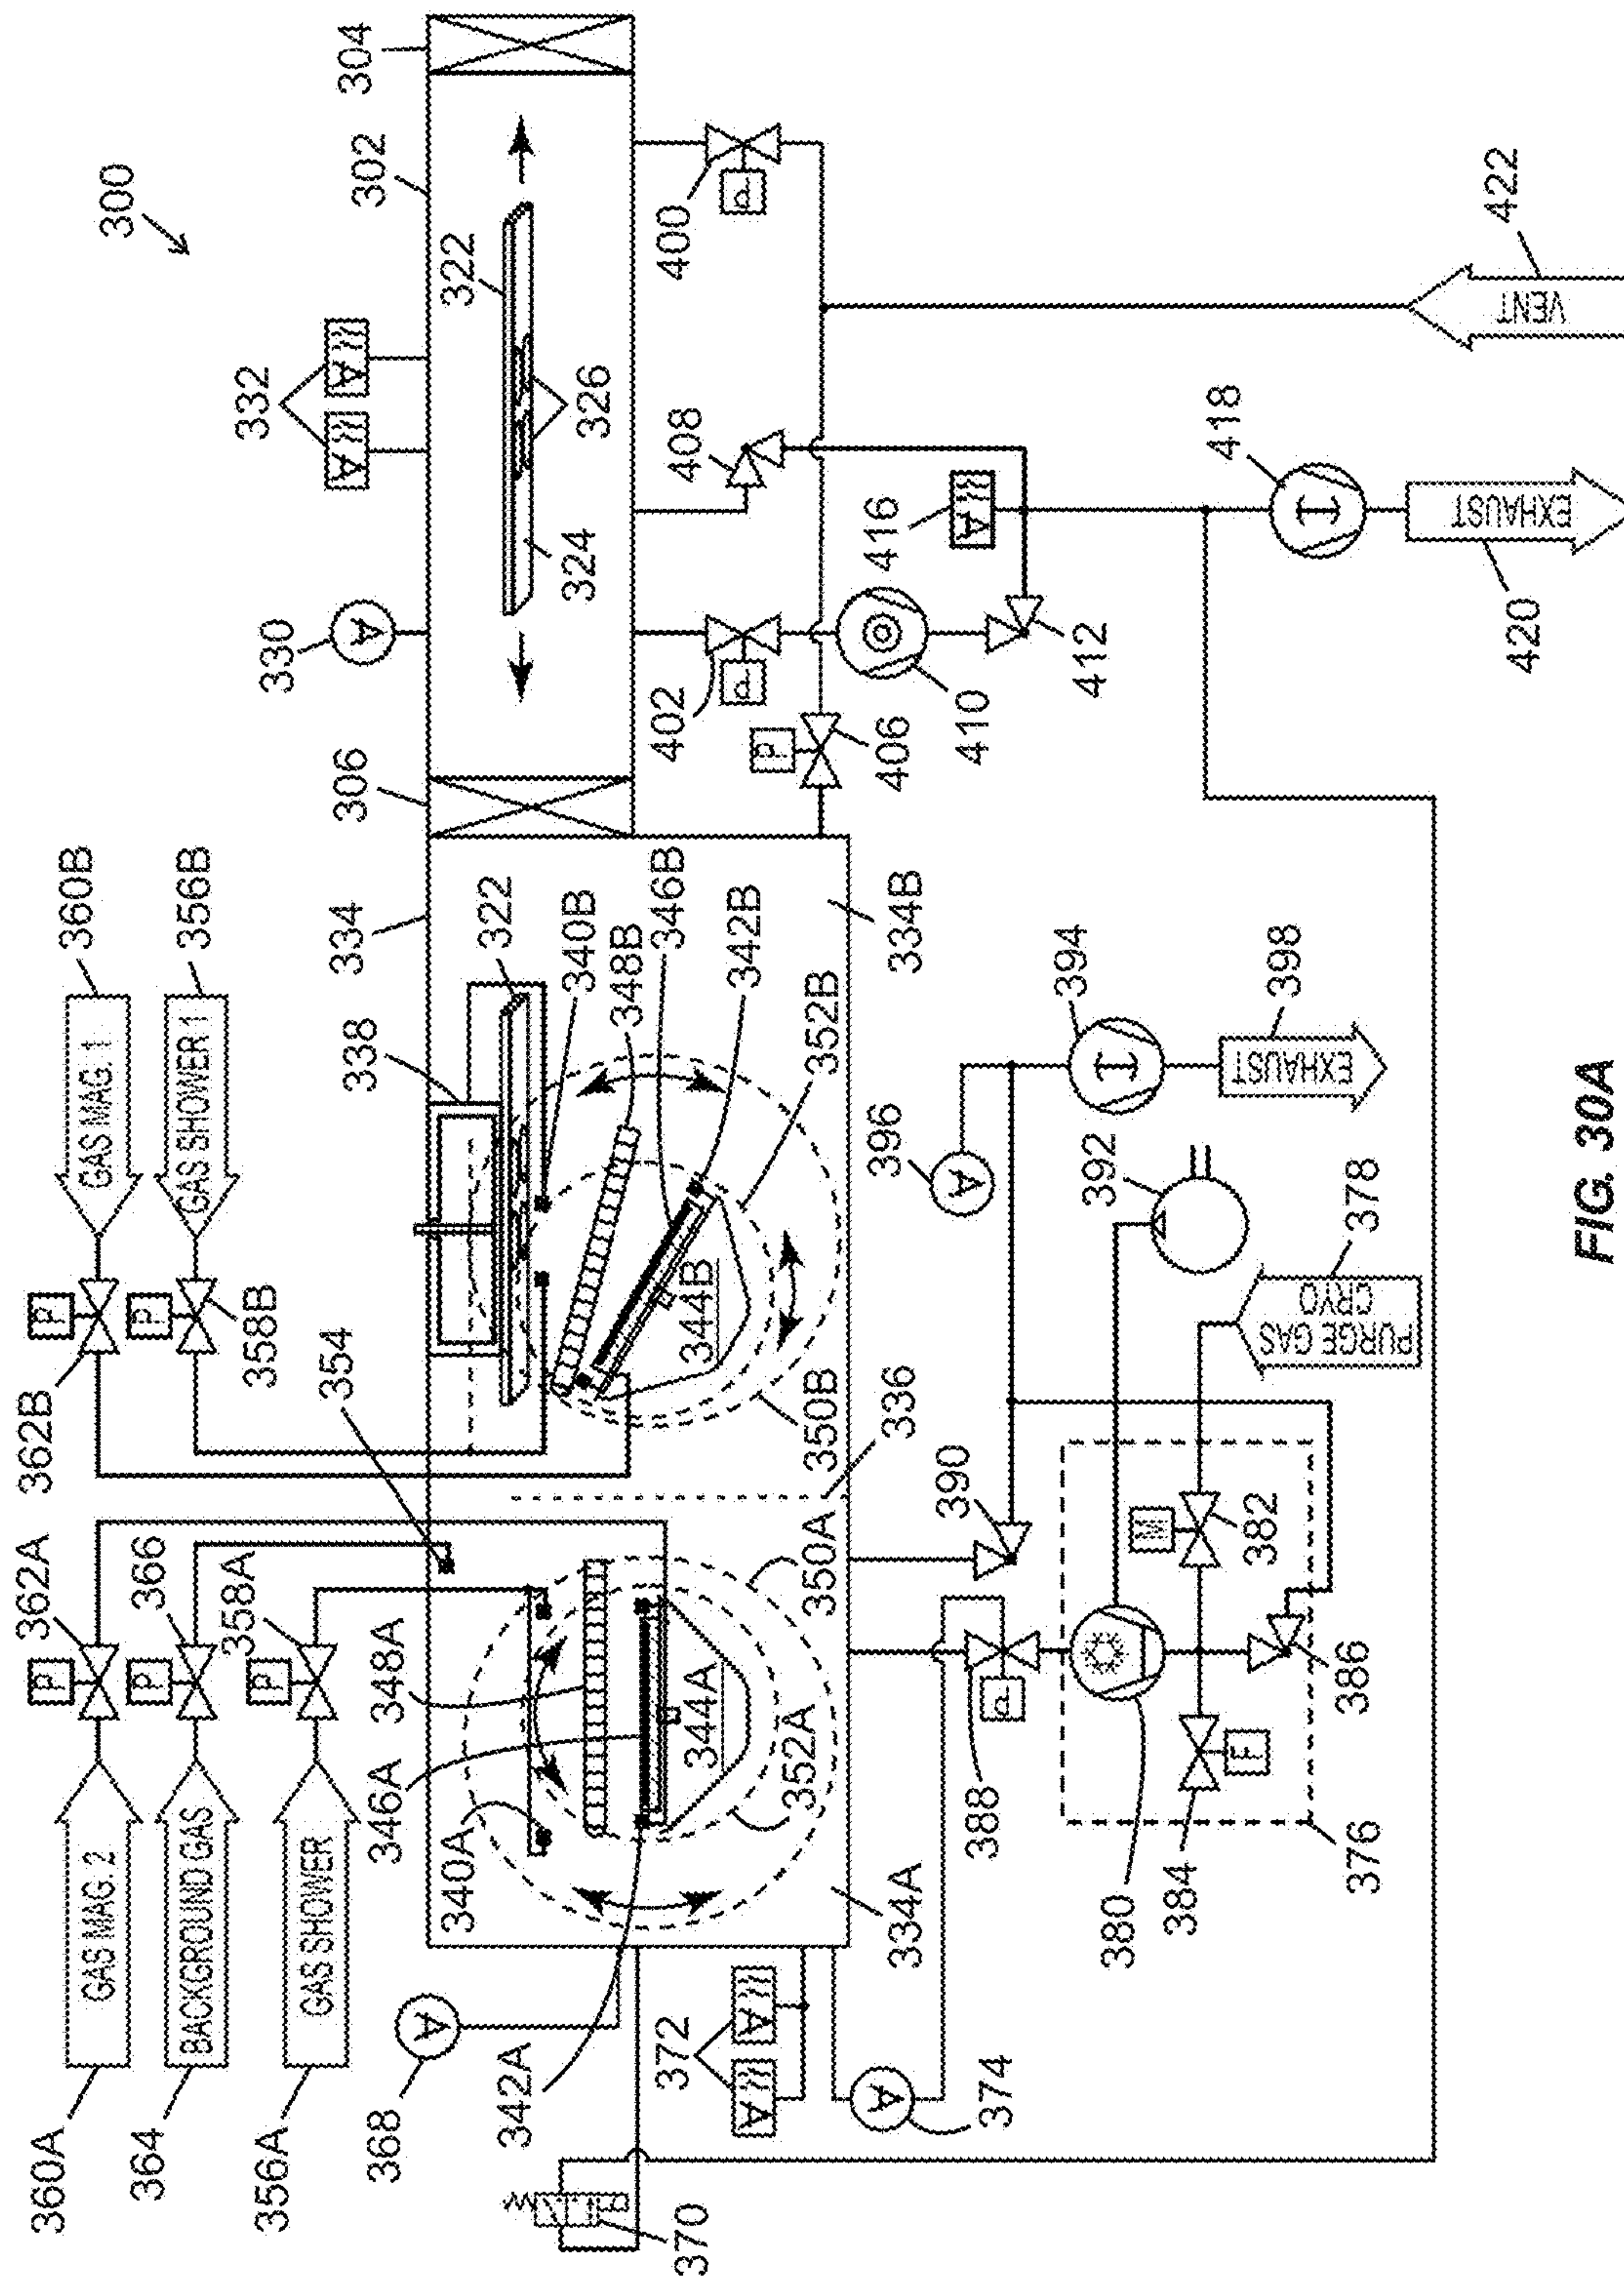 300
304
302
332
322
330
324
326
306
400
408
402
416
406
410
412
418
VENT
422
EXHAUST
420
GAS MAG. 1
360B
GAS SHOWER 1
356B
P
P
362B
358B
354
338
334
322
340B
348B
346B
342B
344B
352B
350B
334B
336
GAS MAG. 2
360A
BACKGROUND GAS
364
GAS SHOWER
356A
P
P
P
362A
366
358A
348A
346A
340A
344A
352A
350A
334A
342A
368
A
372
A
A
374
A
370
390
388
P
380
384
F
386
382
M
376
394
396
A
392
EXHAUST
398
PURGE GAS
CRYO
378
A
A
A
P
P
P
A
FIG. 30A